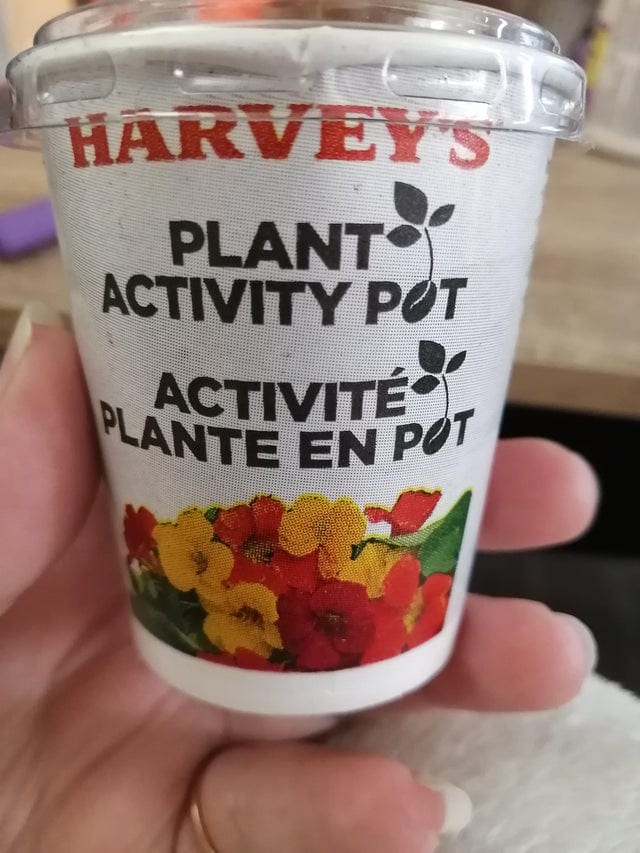 HARVEY'S
PLANT
ACTIVITY POT
ACTIVITÉ
PLANTE EN POT